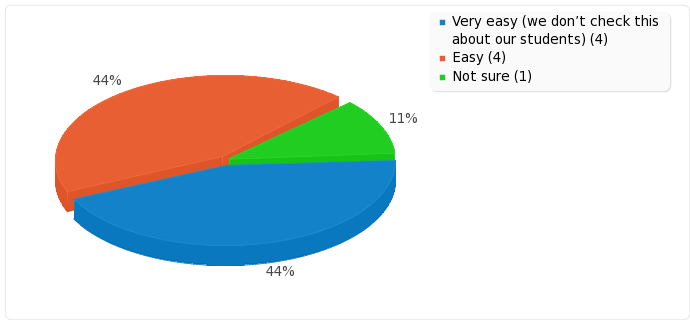 Very easy (we don’t check this
about our students) (4)
Easy (4)
Not sure (1)
44%
11%
44%